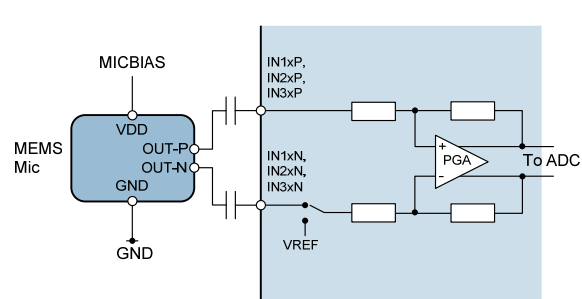 MICBIAS
IN1xP,
IN2xP,
IN3xP
VDD
MEMS
Mic
OUT-P
OUT-N
GND
IN1xN,
IN2xN,
IN3xN
+
PGA
-
To ADC
VREF
GND